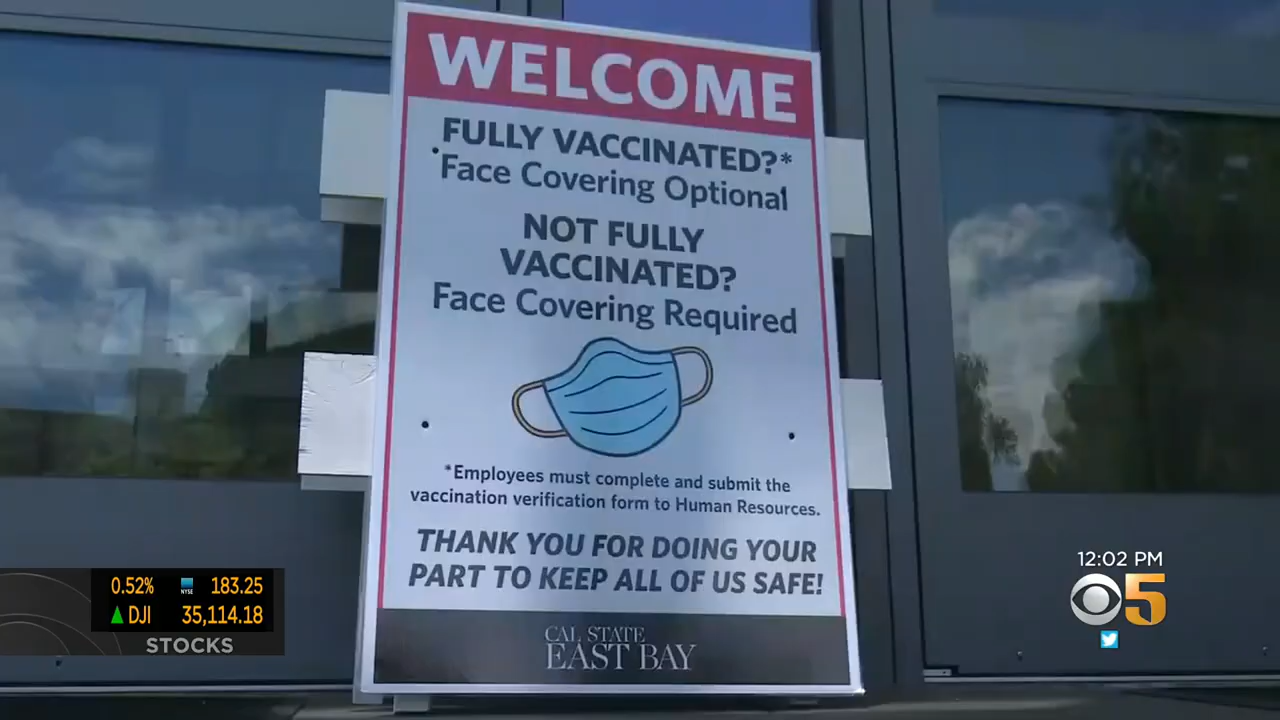 WELCOME
FULLY VACCINATED?*
Face Covering Optional
NOT FULLY
VACCINATED?
Face Covering Required
*Employees must complete and submit the
vaccination verification form to Human Resources.
THANK YOU FOR DOING YOUR
PART TO KEEP ALL OF US SAFE!
CAL STATE
EAST BAY
0.52% NYSE 183.25
DJI 35,114.18
STOCKS
12:02 PM
5